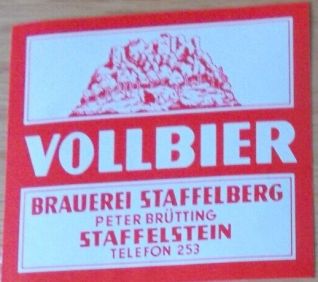 VOLLBIER
BRAUEREI STAFFELBERG
PETER BRÜTTING
STAFFELSTEIN
TELEFON 253